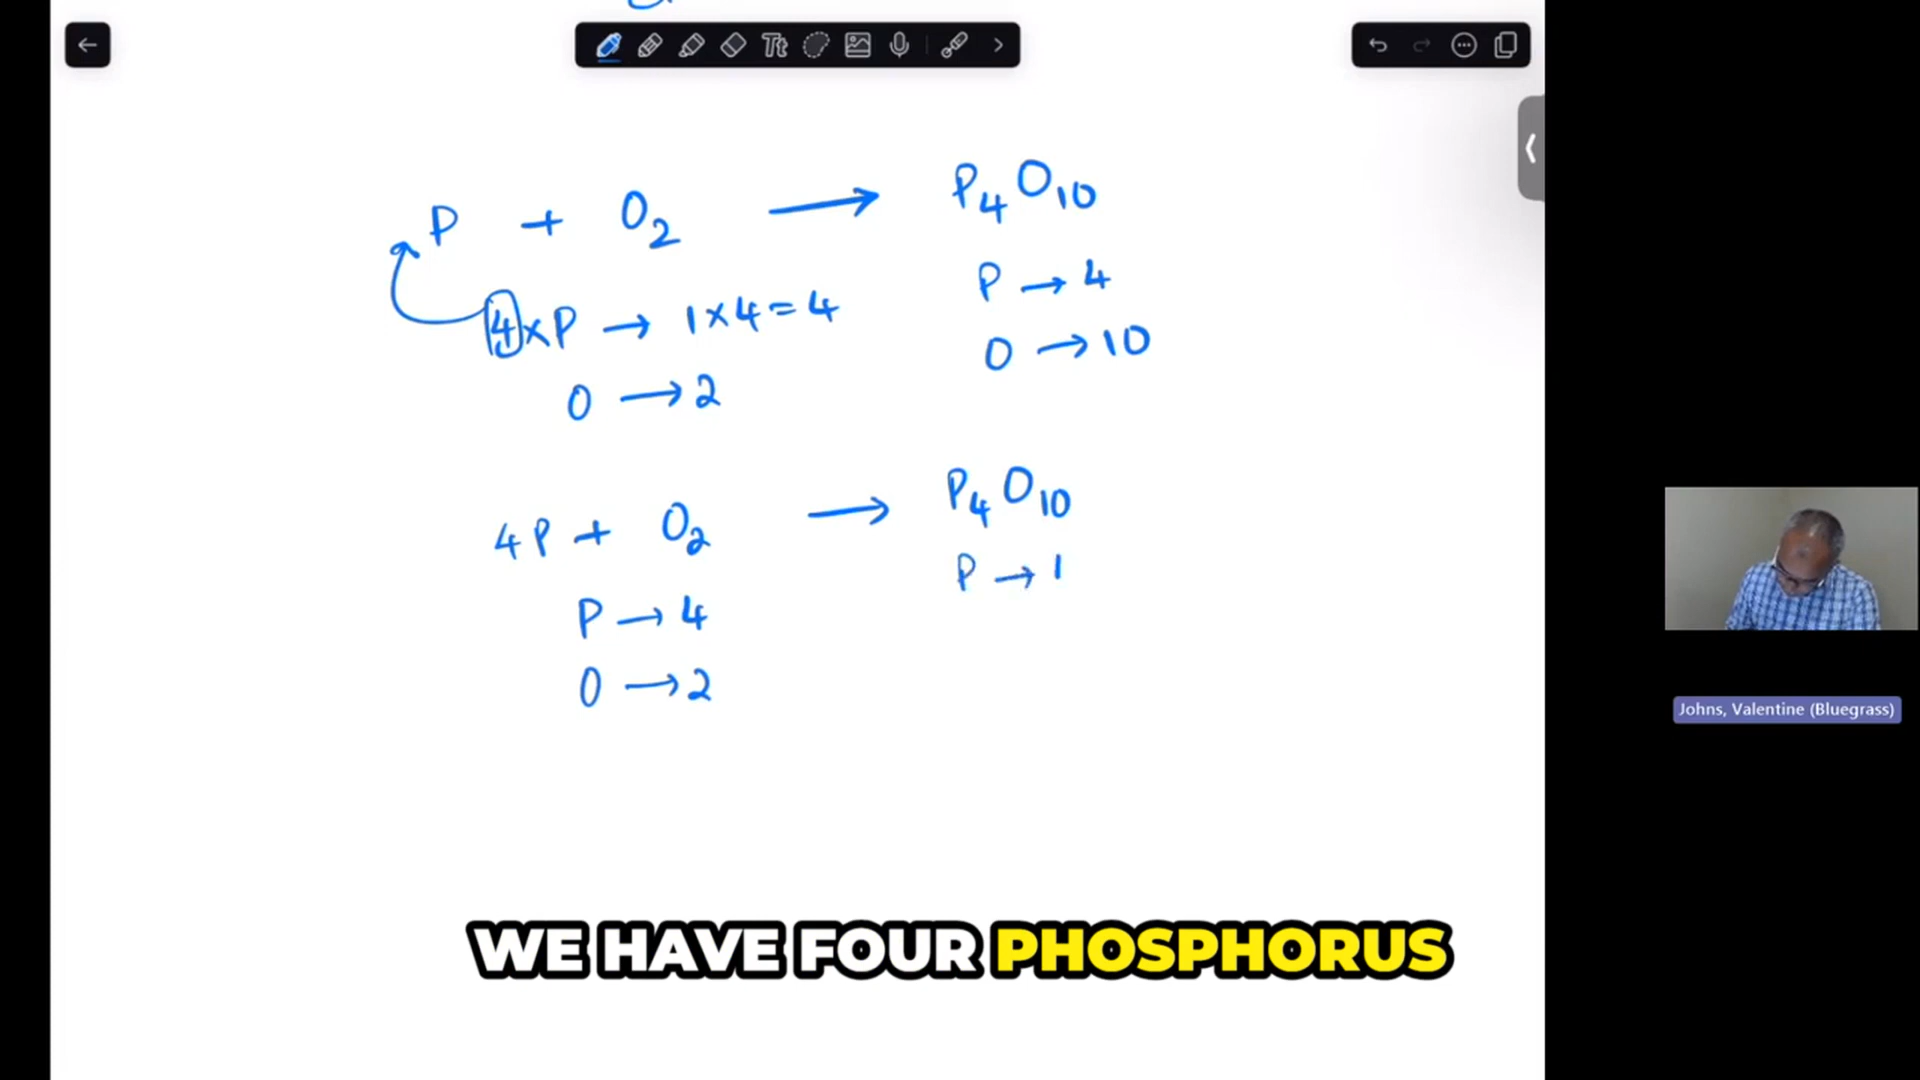 Tt
P + O₂ ⟶ P₄O₁₀
4×P → 1×4=4
P → 4
O → 2
O → 10
4P + O₂ ⟶ P₄O₁₀
P → 4
P → 1
O → 2
WE HAVE FOUR PHOSPHORUS
Johns, Valentine (Bluegrass)